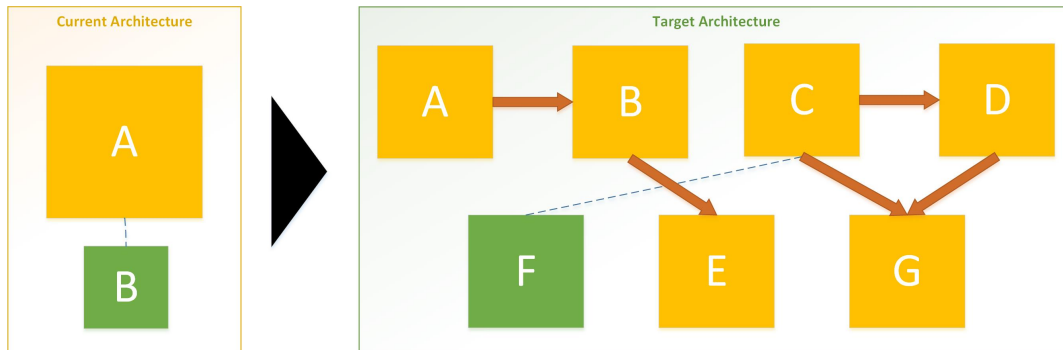 Current Architecture
A
B
Target Architecture
A
B
C
D
F
E
G